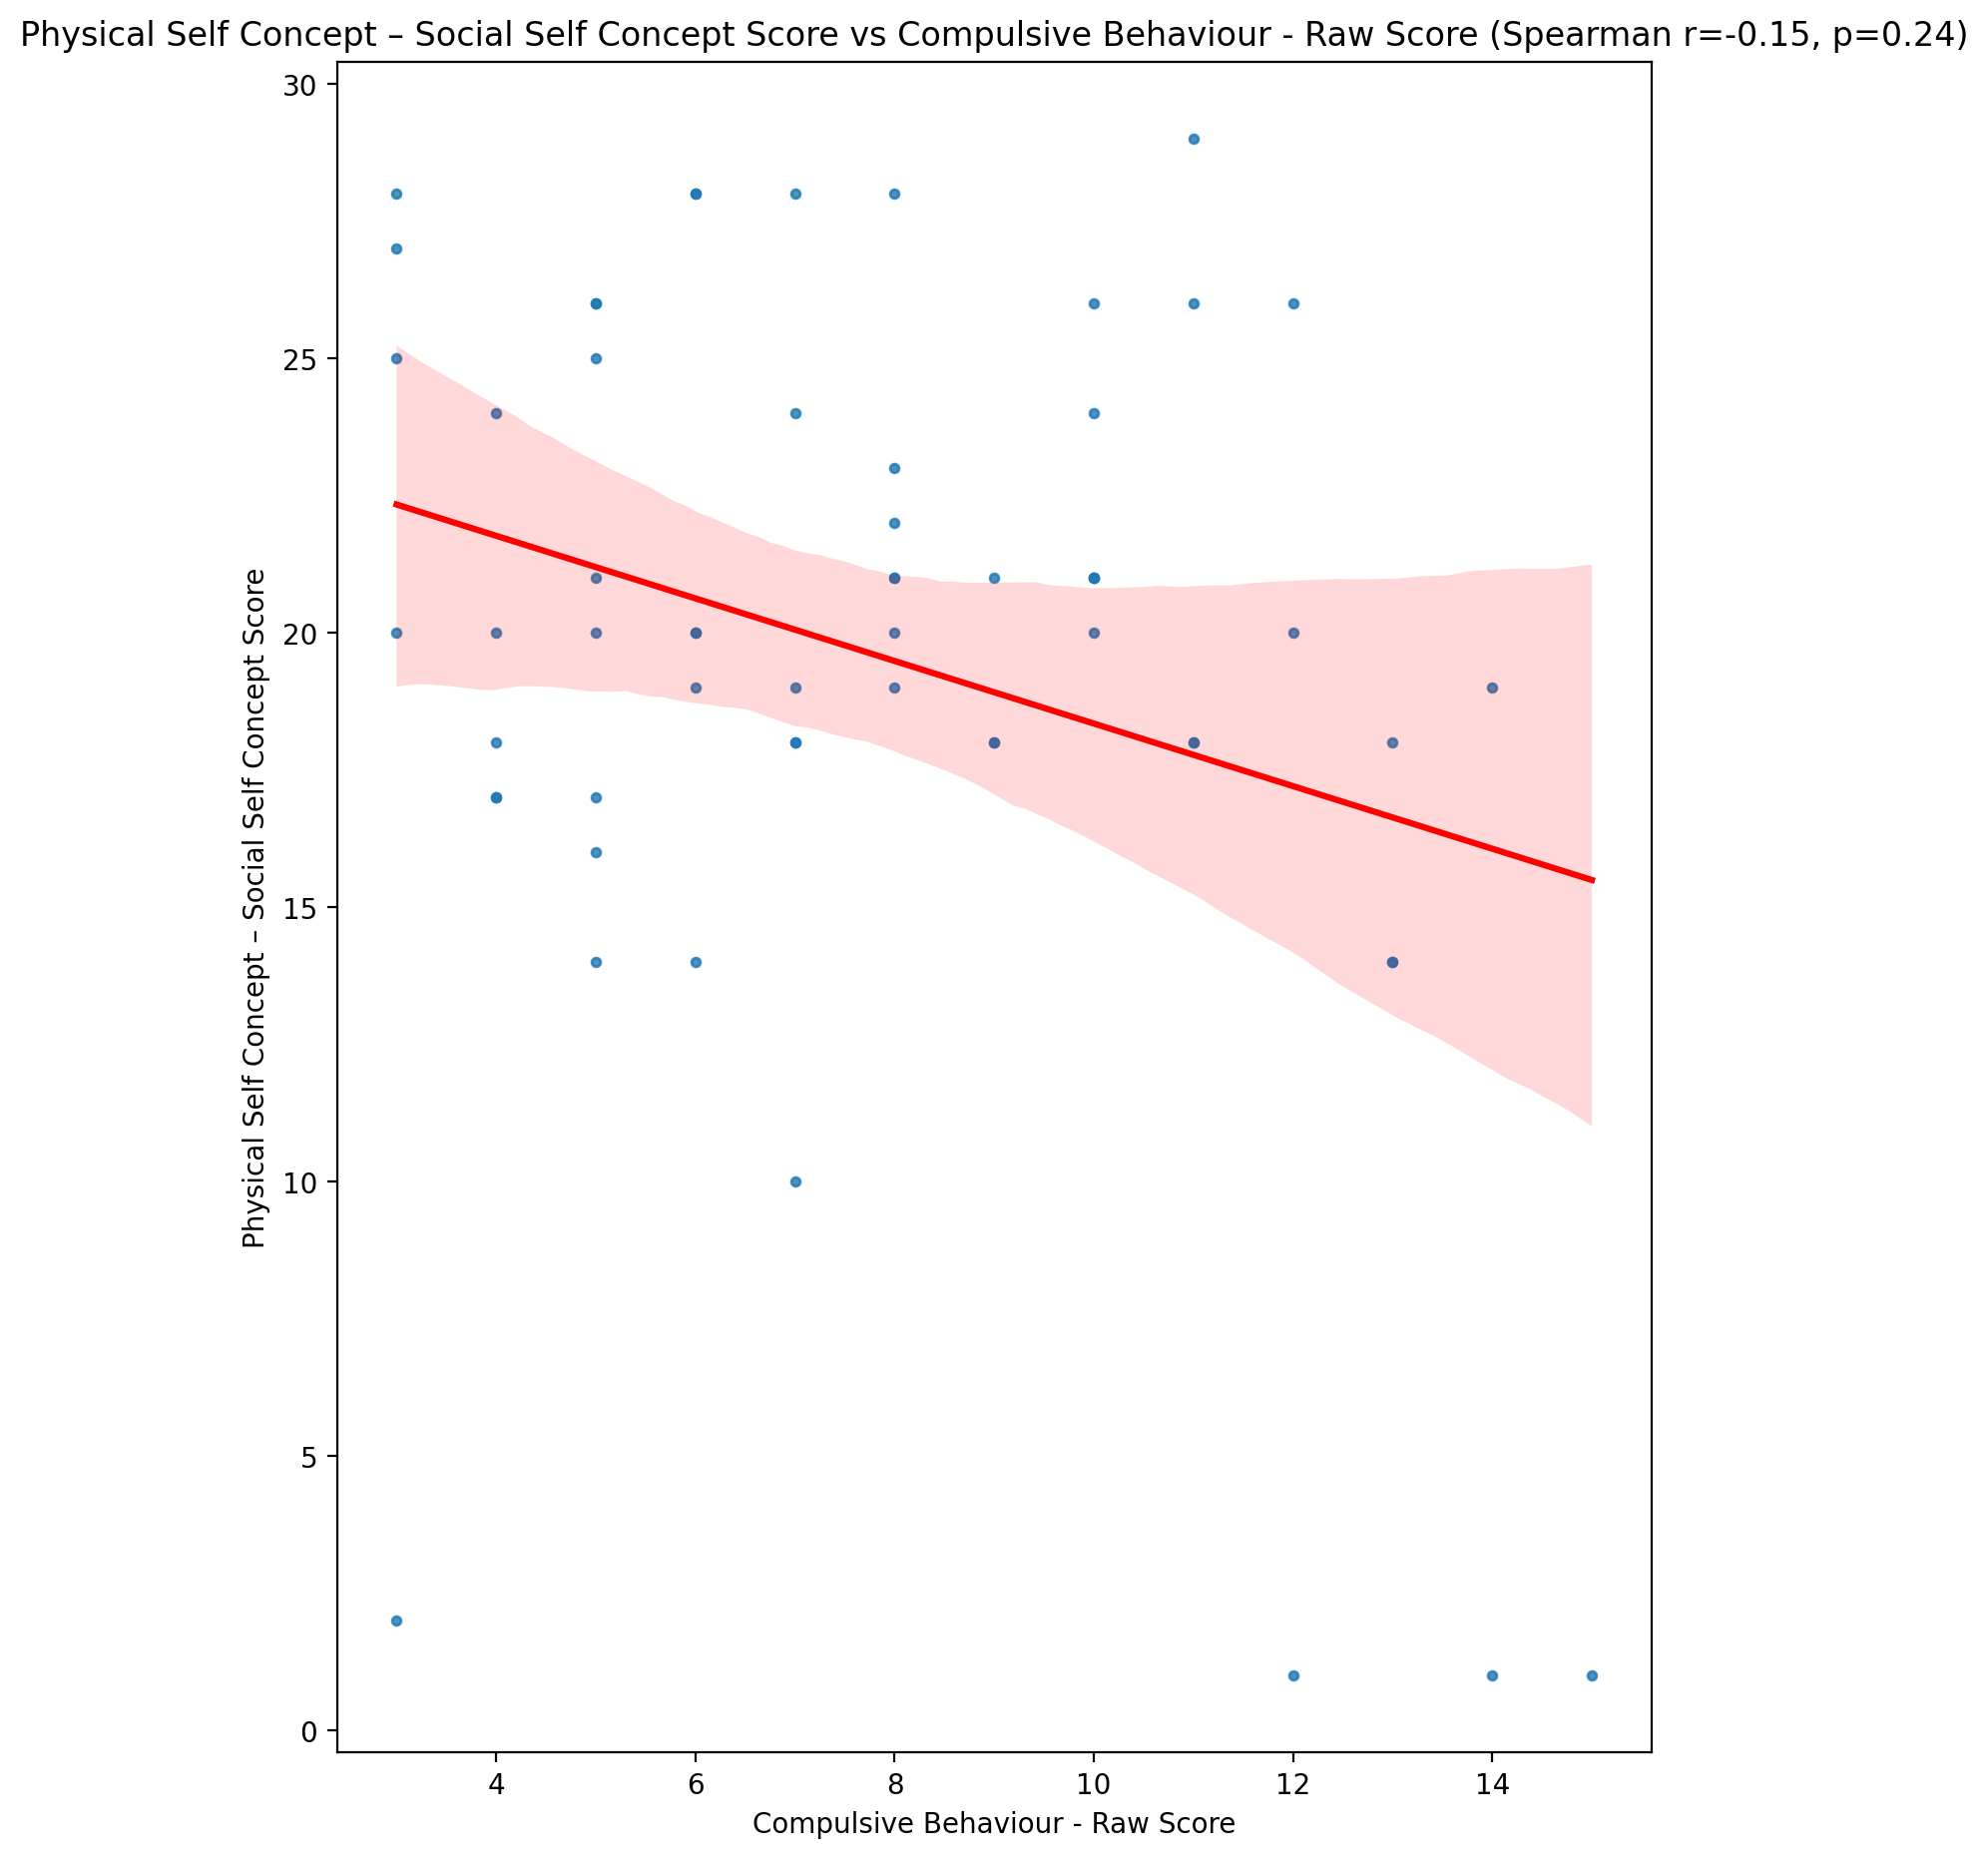 Physical Self Concept – Social Self Concept Score vs Compulsive Behaviour - Raw Score (Spearman r=-0.15, p=0.24)
Physical Self Concept – Social Self Concept Score
30
25
20
15
10
5
0
4 6 8 10 12 14
Compulsive Behaviour - Raw Score